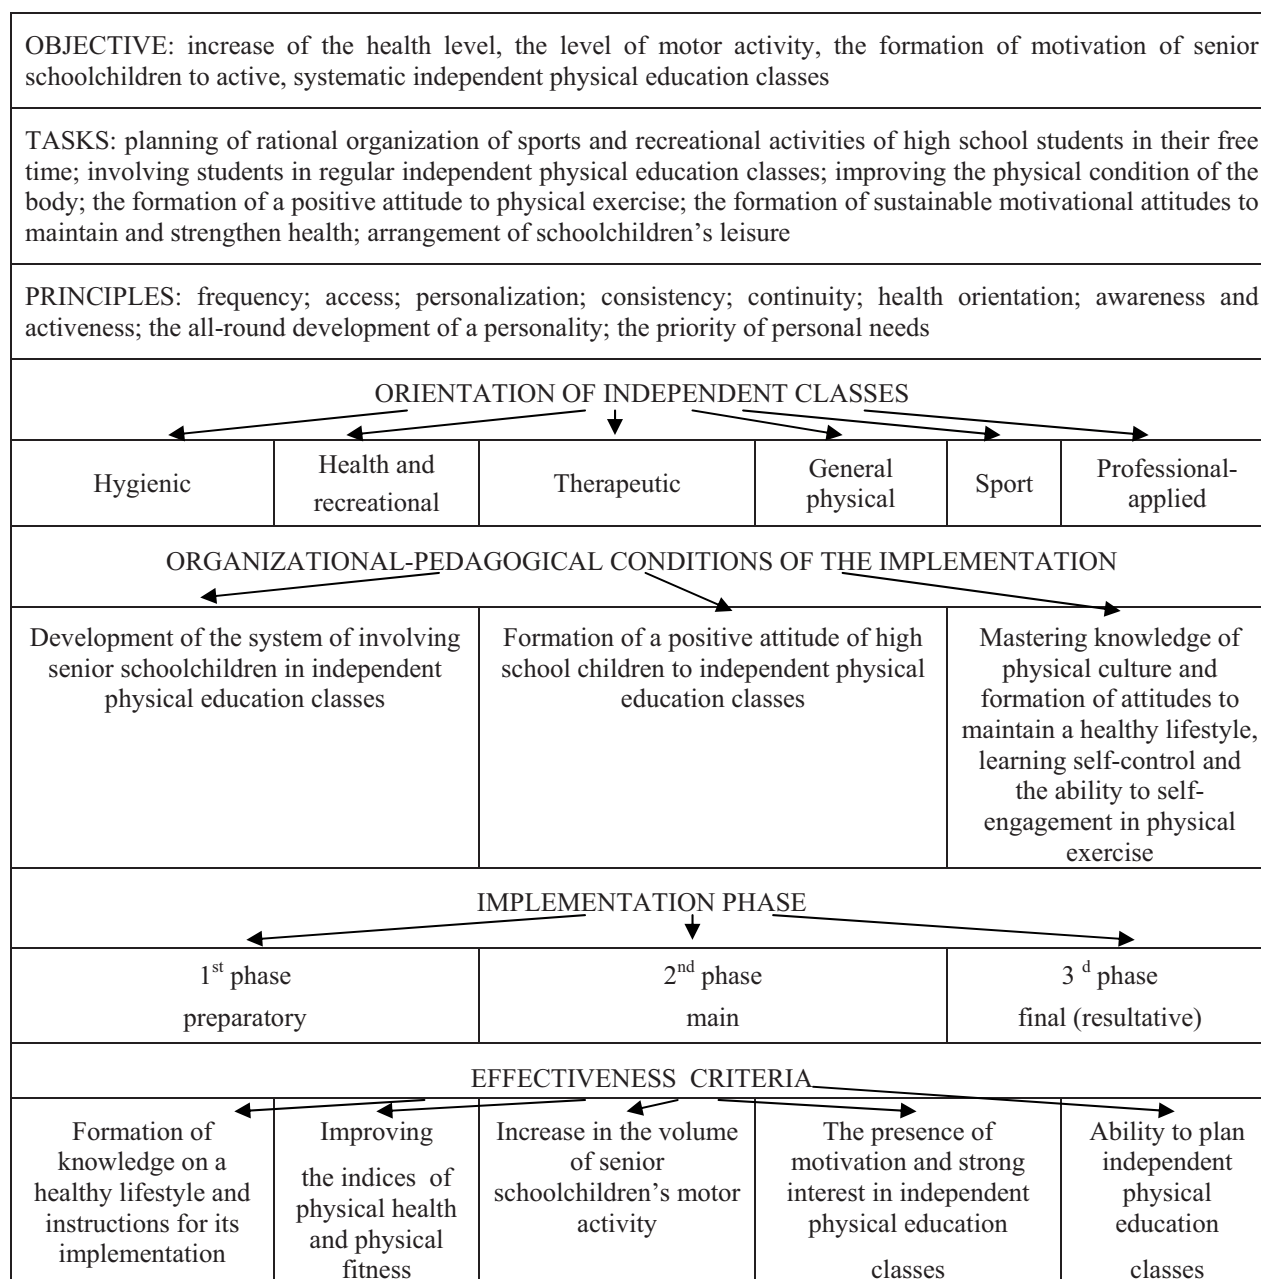 OBJECTIVE: increase of the health level, the level of motor activity, the formation of motivation of senior
schoolchildren to active, systematic independent physical education classes
TASKS: planning of rational organization of sports and recreational activities of high school students in their free
time; involving students in regular independent physical education classes; improving the physical condition of the
body; the formation of a positive attitude to physical exercise; the formation of sustainable motivational attitudes to
maintain and strengthen health; arrangement of schoolchildren’s leisure
PRINCIPLES: frequency; access; personalization; consistency; continuity; health orientation; awareness and
activeness; the all-round development of a personality; the priority of personal needs
ORIENTATION OF INDEPENDENT CLASSES
Hygienic
Health and
recreational
Therapeutic
General
physical
Sport
Professional-
applied
ORGANIZATIONAL-PEDAGOGICAL CONDITIONS OF THE IMPLEMENTATION
Development of the system of involving
senior schoolchildren in independent
physical education classes
Formation of a positive attitude of high
school children to independent physical
education classes
Mastering knowledge of
physical culture and
formation of attitudes to
maintain a healthy lifestyle,
learning self-control and
the ability to self-
engagement in physical
exercise
IMPLEMENTATION PHASE
1st phase
preparatory
2nd phase
main
3 d phase
final (resultative)
EFFECTIVENESS CRITERIA
Formation of
knowledge on a
healthy lifestyle and
instructions for its
implementation
Improving
the indices of
physical health
and physical
fitness
Increase in the volume
of senior
schoolchildren’s motor
activity
The presence of
motivation and strong
interest in independent
physical education
classes
Ability to plan
independent
physical
education
classes